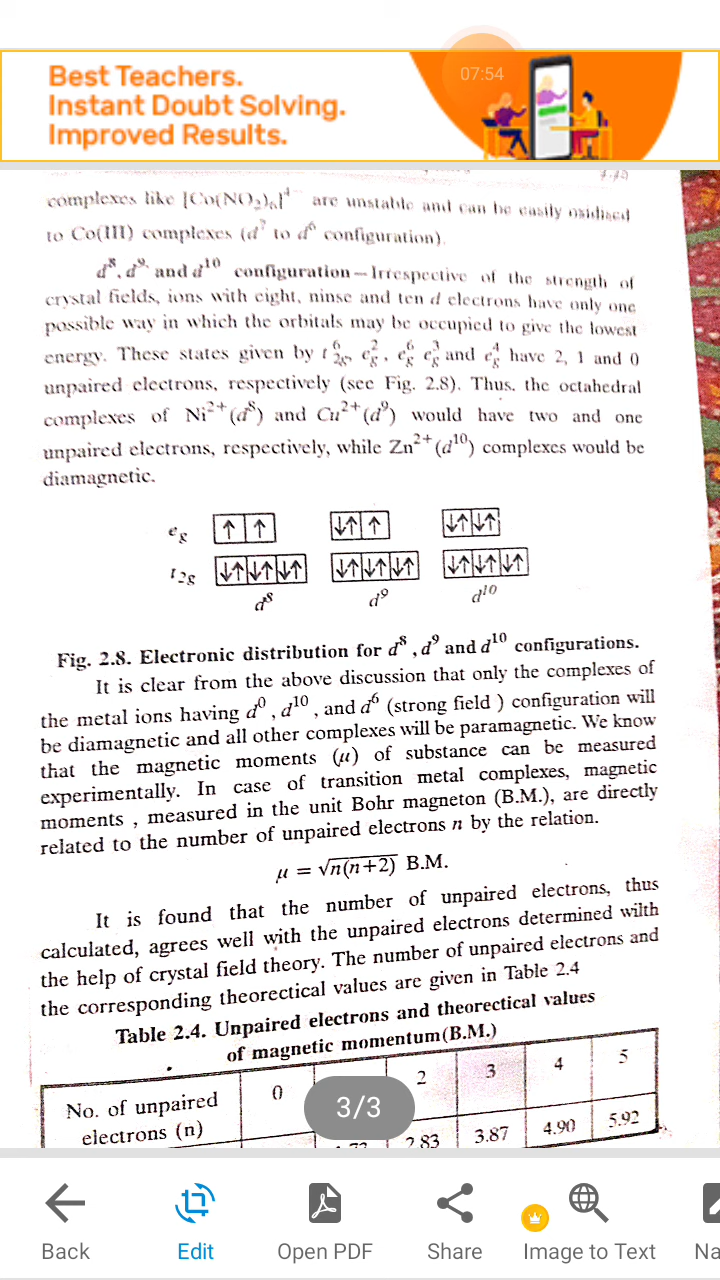 Best Teachers.
07:54
Instant Doubt Solving.
Improved Results.
complexes like [Co(NO₂)₆]⁴⁻ are unstable and can be easily oxidised
to Co(III) complexes (d⁷ to d⁶ configuration).
d⁸, d⁹ and d¹⁰ configuration – Irrespective of the strength of
crystal fields, ions with eight, ninse and ten d electrons have only one
possible way in which the orbitals may be occupied to give the lowest
energy. These states given by t⁶₂g, e²g, e⁶g e³g and e⁴g have 2, 1 and 0
unpaired electrons, respectively (see Fig. 2.8). Thus, the octahedral
complexes of Ni²⁺(d⁸) and Cu²⁺(d⁹) would have two and one
unpaired electrons, respectively, while Zn²⁺(d¹⁰) complexes would be
diamagnetic.
eg ↑ ↑ ↓↑ ↑ ↓↑ ↓↑
t₂g ↓↑ ↓↑ ↓↑ ↓↑ ↓↑ ↓↑ ↓↑ ↓↑ ↓↑
d⁸ d⁹ d¹⁰
Fig. 2.8. Electronic distribution for d⁸, d⁹ and d¹⁰ configurations.
It is clear from the above discussion that only the complexes of
the metal ions having d⁰, d¹⁰, and d⁶ (strong field ) configuration will
be diamagnetic and all other complexes will be paramagnetic. We know
that the magnetic moments (μ) of substance can be measured
experimentally. In case of transition metal complexes, magnetic
moments , measured in the unit Bohr magneton (B.M.), are directly
related to the number of unpaired electrons n by the relation.
μ = √n(n+2) B.M.
It is found that the number of unpaired electrons, thus
calculated, agrees well with the unpaired electrons determined wilth
the help of crystal field theory. The number of unpaired electrons and
the corresponding theorectical values are given in Table 2.4
Table 2.4. Unpaired electrons and theorectical values
of magnetic momentum(B.M.)
No. of unpaired 0 2 3 4 5
electrons (n)
2.83 3.87 4.90 5.92
3/3
Back Edit Open PDF Share Image to Text Na